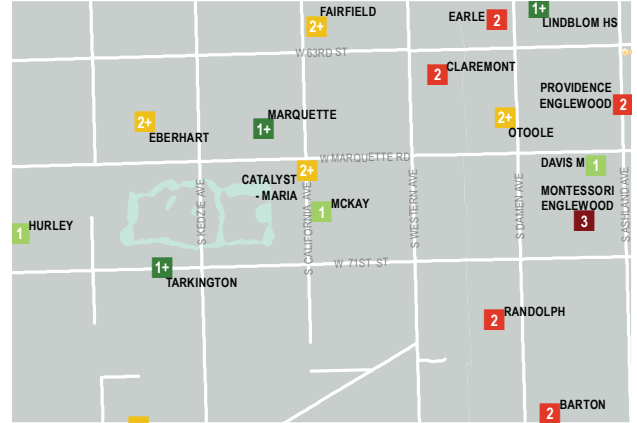 2+ FAIRFIELD
EARLE 2
1+
LINDBLOM HS
W 63RD ST
2
CLAREMONT
PROVIDENCE
ENGLEWOOD
2
2+
EBERHART
MARQUETTE
1+
2+
OTOOLE
W MARQUETTE RD
DAVIS M 1
CATALYST
- MARIA
2+
MONTESSORI
ENGLEWOOD
3
1
MCKAY
HURLEY
1
S KEDZIE AVE
S CALIFORNIA AVE
S WESTERN AVE
S DAMEN AVE
S ASHLAND AVE
W 71ST ST
1+
TARKINGTON
RANDOLPH
2
BARTON
2